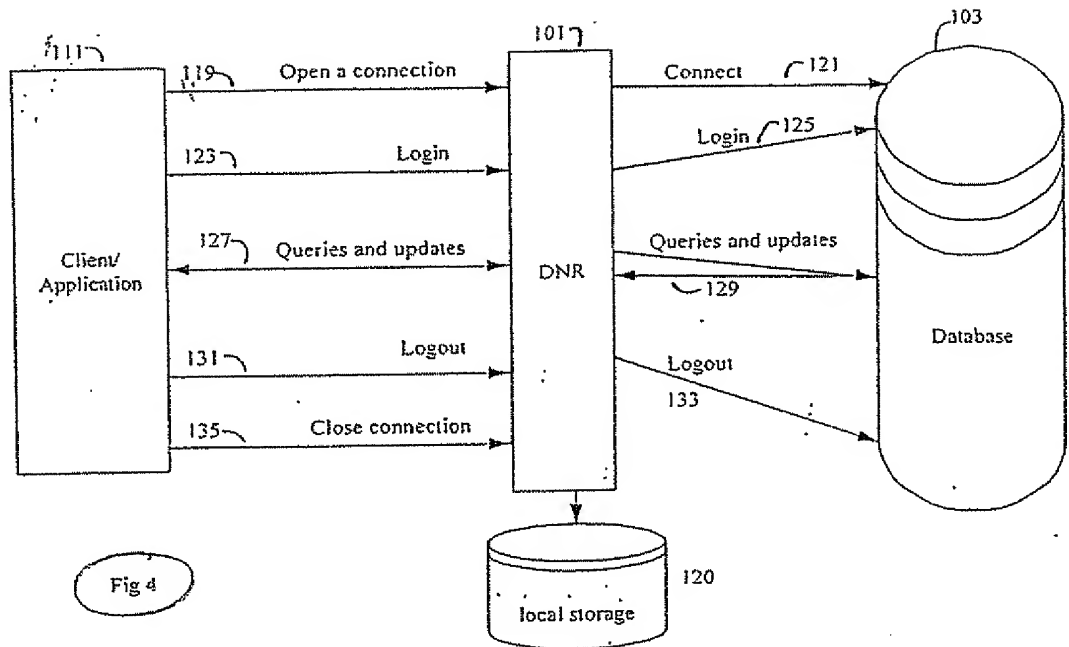 111
101
103
119
Open a connection
Connect
121
123
Login
Login
125
127
Queries and updates
Queries and updates
Client/
Application
DNR
129
Database
131
Logout
Logout
133
135
Close connection
120
local storage
Fig 4